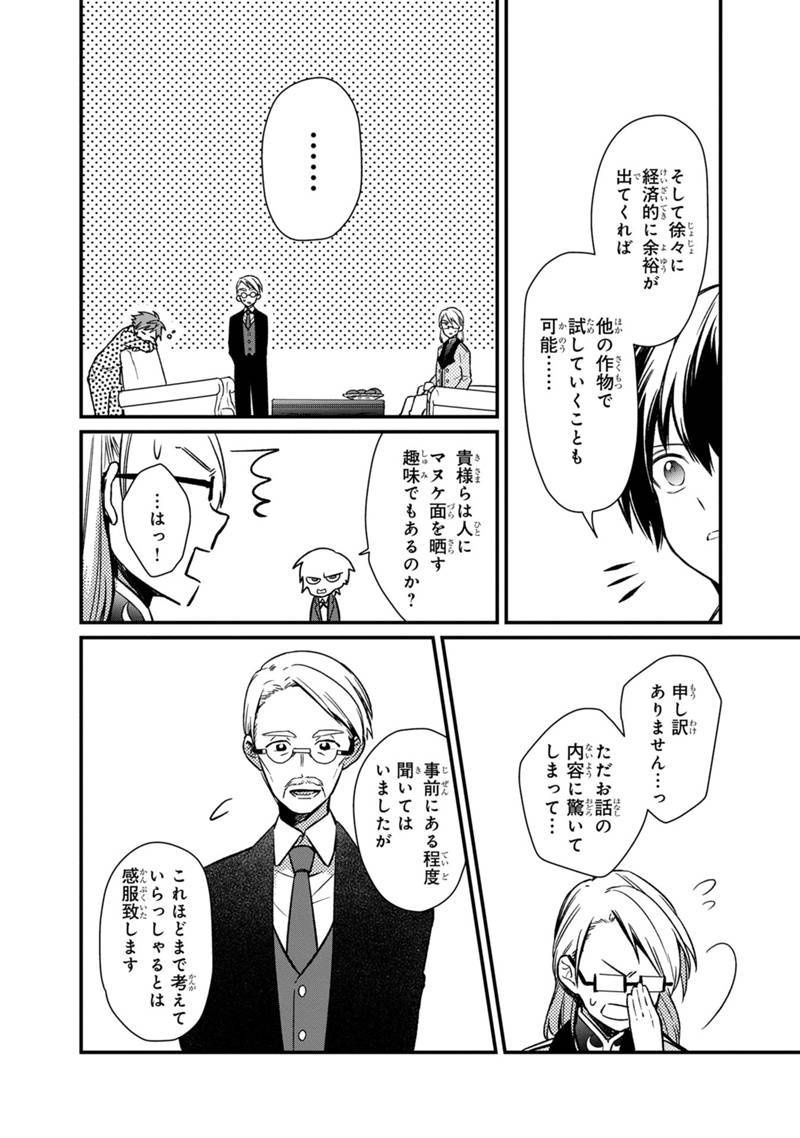 そして徐々に
経済的に余裕が
出てくれば
他の作物で
試していくことも
可能……
……
貴様らは人に
マヌケ面を晒す
趣味でもあるのか？
…はっ！
申し訳
ありません…っ
ただお話の
内容に驚いて
しまって…
事前にある程度
聞いては
いましたが
これほどまで考えて
いらっしゃるとは
感服致します